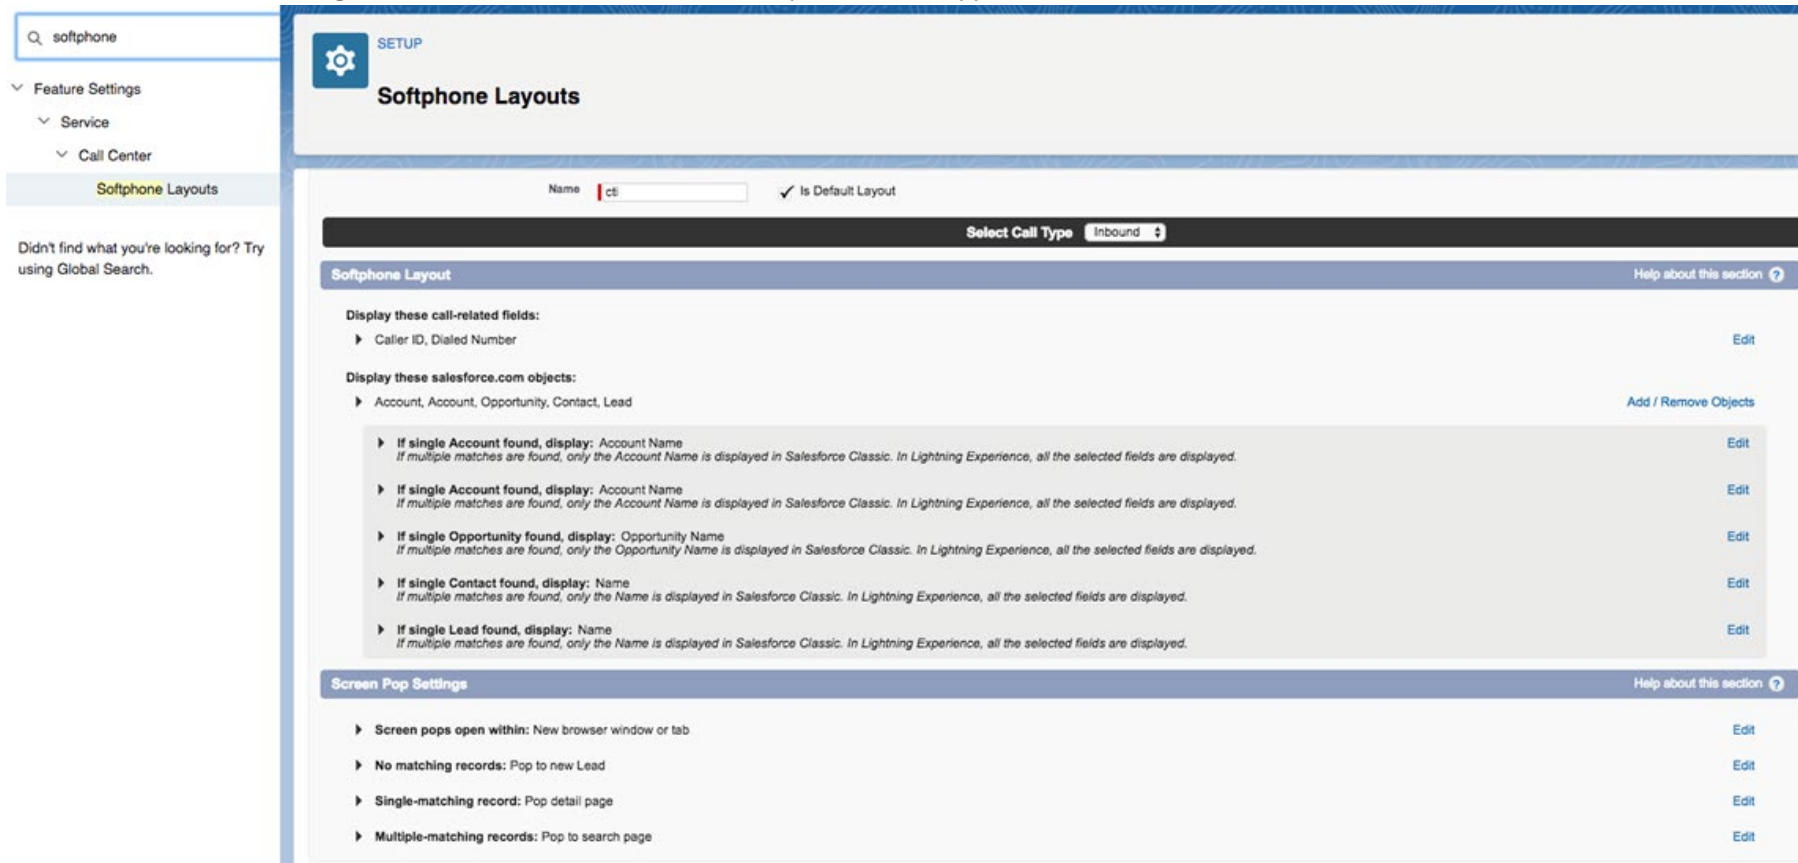 softphone
Feature Settings
Service
Call Center
Softphone Layouts
Didn't find what you're looking for? Try
using Global Search.
SETUP
Softphone Layouts
Name cti Is Default Layout
Select Call Type Inbound
Softphone Layout Help about this section ?
Display these call-related fields:
Caller ID, Dialed Number Edit
Display these salesforce.com objects:
Account, Account, Opportunity, Contact, Lead Add / Remove Objects
If single Account found, display: Account Name Edit
If multiple matches are found, only the Account Name is displayed in Salesforce Classic. In Lightning Experience, all the selected fields are displayed.
If single Account found, display: Account Name Edit
If multiple matches are found, only the Account Name is displayed in Salesforce Classic. In Lightning Experience, all the selected fields are displayed.
If single Opportunity found, display: Opportunity Name Edit
If multiple matches are found, only the Opportunity Name is displayed in Salesforce Classic. In Lightning Experience, all the selected fields are displayed.
If single Contact found, display: Name Edit
If multiple matches are found, only the Name is displayed in Salesforce Classic. In Lightning Experience, all the selected fields are displayed.
If single Lead found, display: Name Edit
If multiple matches are found, only the Name is displayed in Salesforce Classic. In Lightning Experience, all the selected fields are displayed.
Screen Pop Settings Help about this section ?
Screen pops open within: New browser window or tab Edit
No matching records: Pop to new Lead Edit
Single-matching record: Pop detail page Edit
Multiple-matching records: Pop to search page Edit